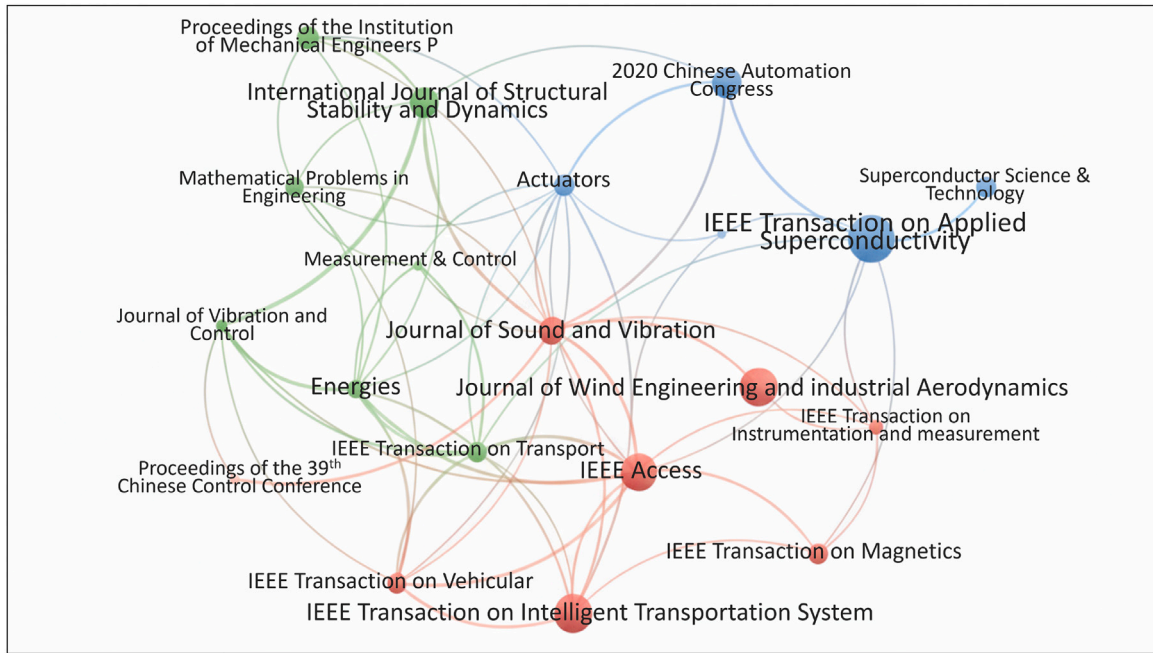 Proceedings of the Institution
of Mechanical Engineers P
International Journal of Structural
Stability and Dynamics
2020 Chinese Automation
Congress
Mathematical Problems in
Engineering
Actuators
Superconductor Science &
Technology
IEEE Transaction on Applied
Superconductivity
Measurement & Control
Journal of Vibration and
Control
Journal of Sound and Vibration
Energies
Journal of Wind Engineering and industrial Aerodynamics
IEEE Transaction on
Instrumentation and measurement
IEEE Transaction on Transport
Proceedings of the 39th
Chinese Control Conference
IEEE Access
IEEE Transaction on Magnetics
IEEE Transaction on Vehicular
IEEE Transaction on Intelligent Transportation System